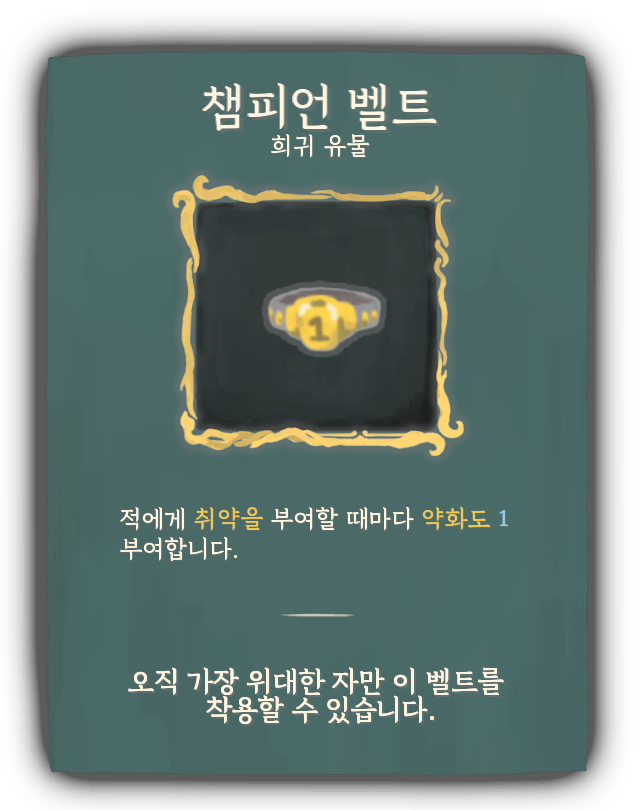 챔피언 벨트
희귀 유물
1
적에게 취약을 부여할 때마다 약화도 1
부여합니다.
오직 가장 위대한 자만 이 벨트를
착용할 수 있습니다.